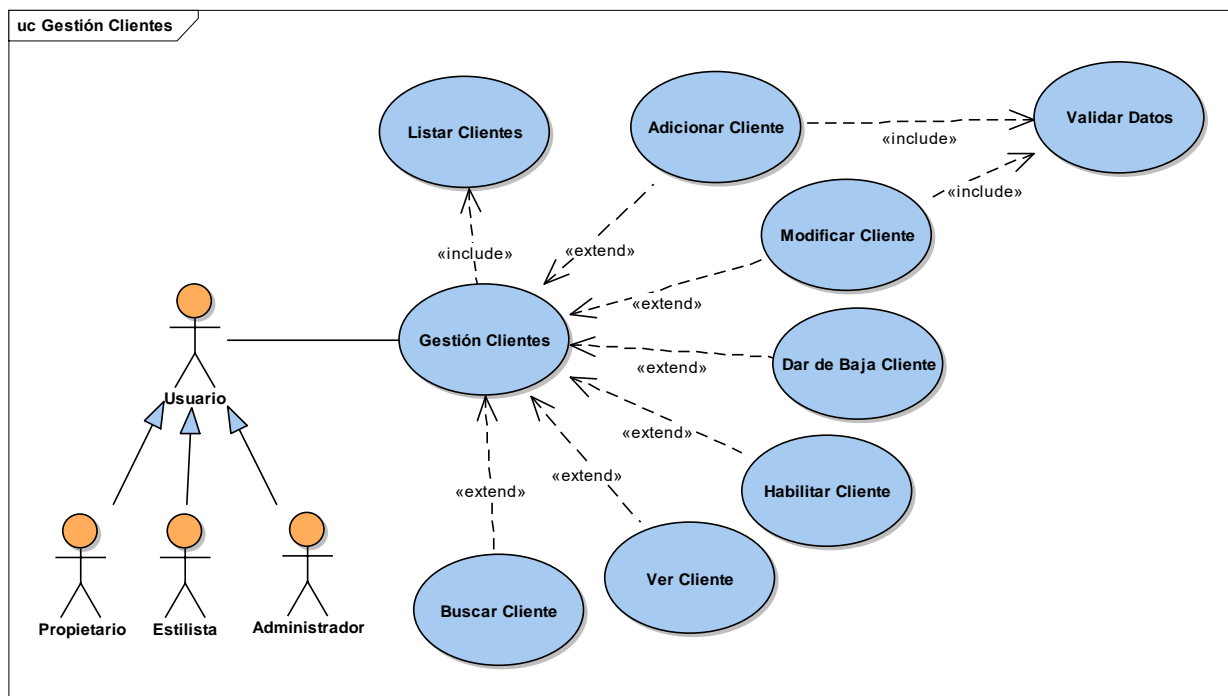 uc Gestión Clientes
Listar Clientes
Adicionar Cliente
Validar Datos
«include»
«include»
Modificar Cliente
«include»
«extend»
«extend»
Gestión Clientes
Dar de Baja Cliente
«extend»
Usuario
«extend»
«extend»
«extend»
Habilitar Cliente
Ver Cliente
Buscar Cliente
Propietario
Estilista
Administrador